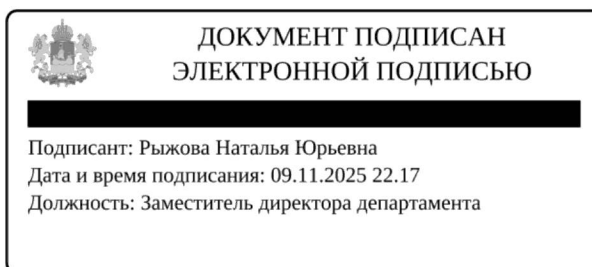 ДОКУМЕНТ ПОДПИСАН
ЭЛЕКТРОННОЙ ПОДПИСЬЮ
Подписант: Рыжова Наталья Юрьевна
Дата и время подписания: 09.11.2025 22.17
Должность: Заместитель директора департамента